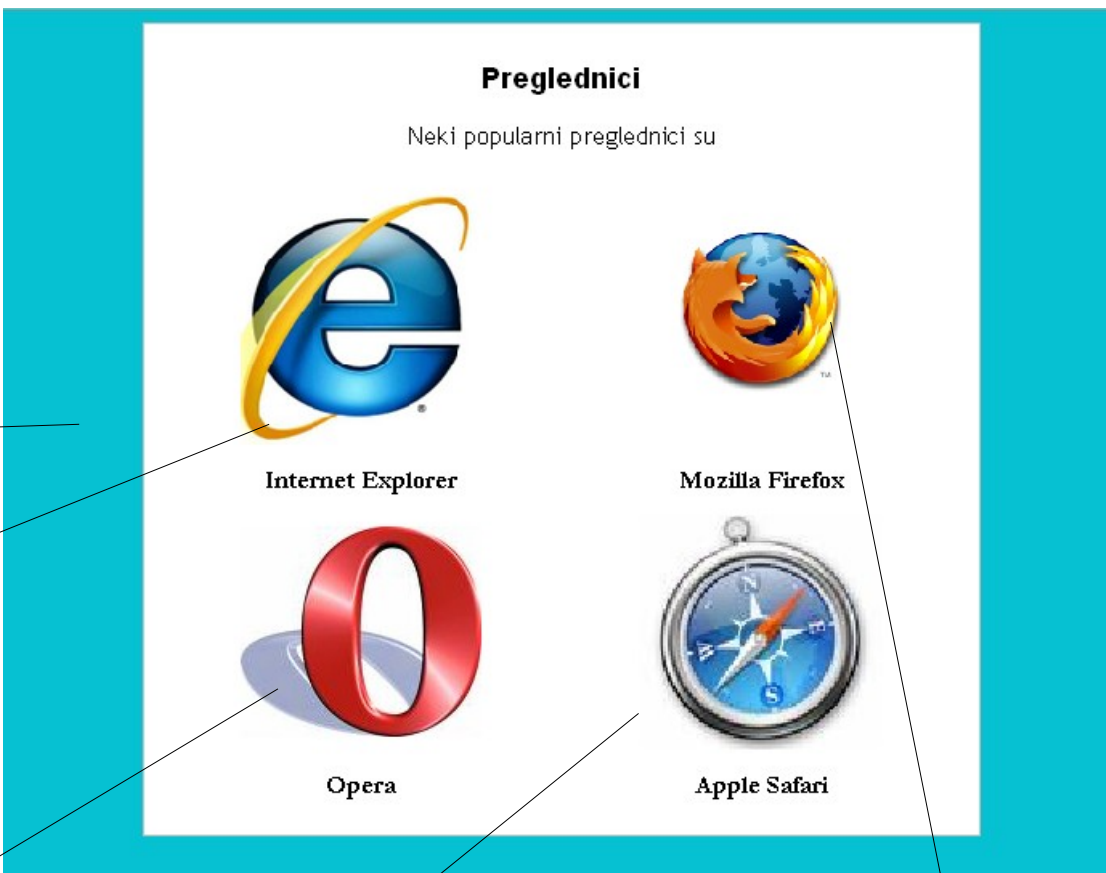 Preglednici
Neki popularni preglednici su
Internet Explorer
Mozilla Firefox
Opera
Apple Safari